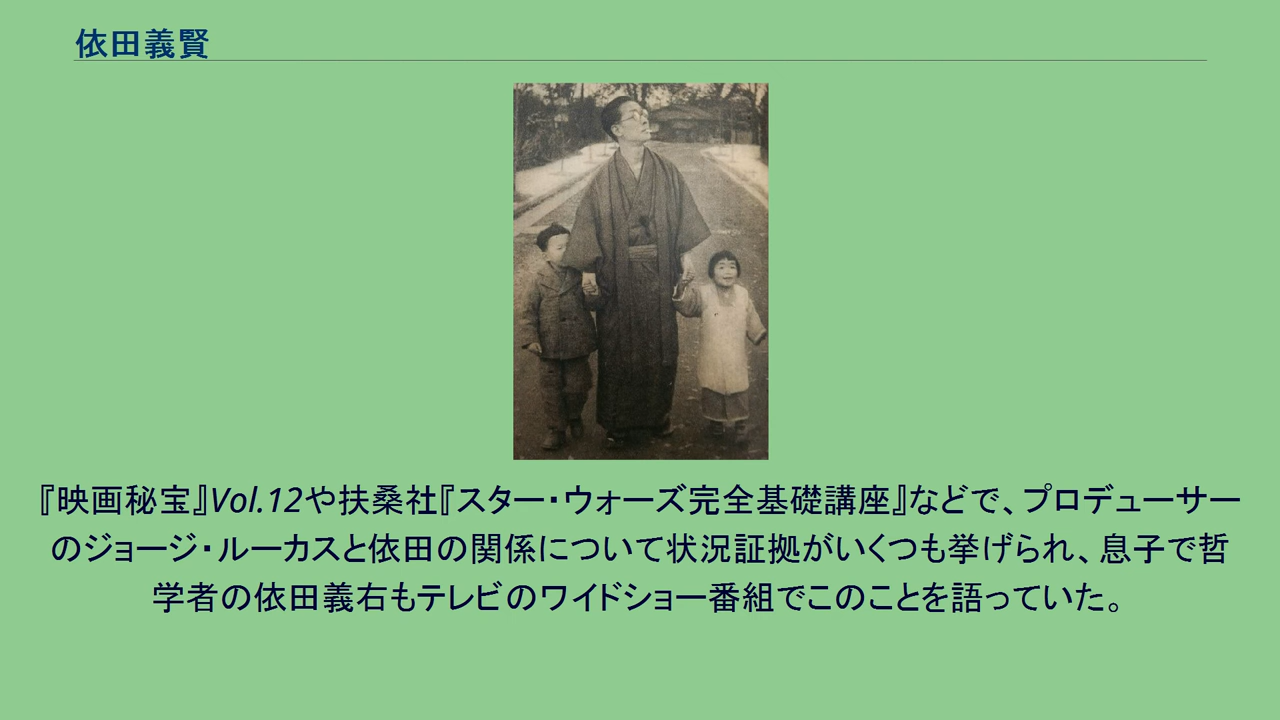 依田義賢
『映画秘宝』Vol.12や扶桑社『スター・ウォーズ完全基礎講座』などで、プロデューサー
のジョージ・ルーカスと依田の関係について状況証拠がいくつも挙げられ、息子で哲
学者の依田義右もテレビのワイドショー番組でこのことを語っていた。